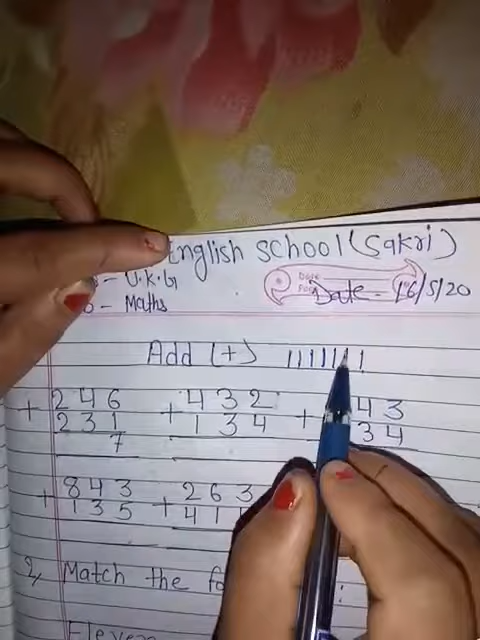 English School (Sakri)
- U.K.G
Date
Date - 16/5/20
- Maths
Add (+) ||||||||
+ 246 + 432 + 43
231 134 34
7
+ 843 + 263
135 41
2, Match the
Eleven